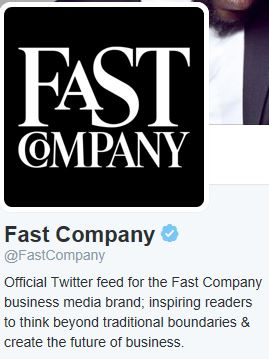 FAST
COMPANY
Fast Company
@FastCompany
Official Twitter feed for the Fast Company
business media brand; inspiring readers
to think beyond traditional boundaries &
create the future of business.